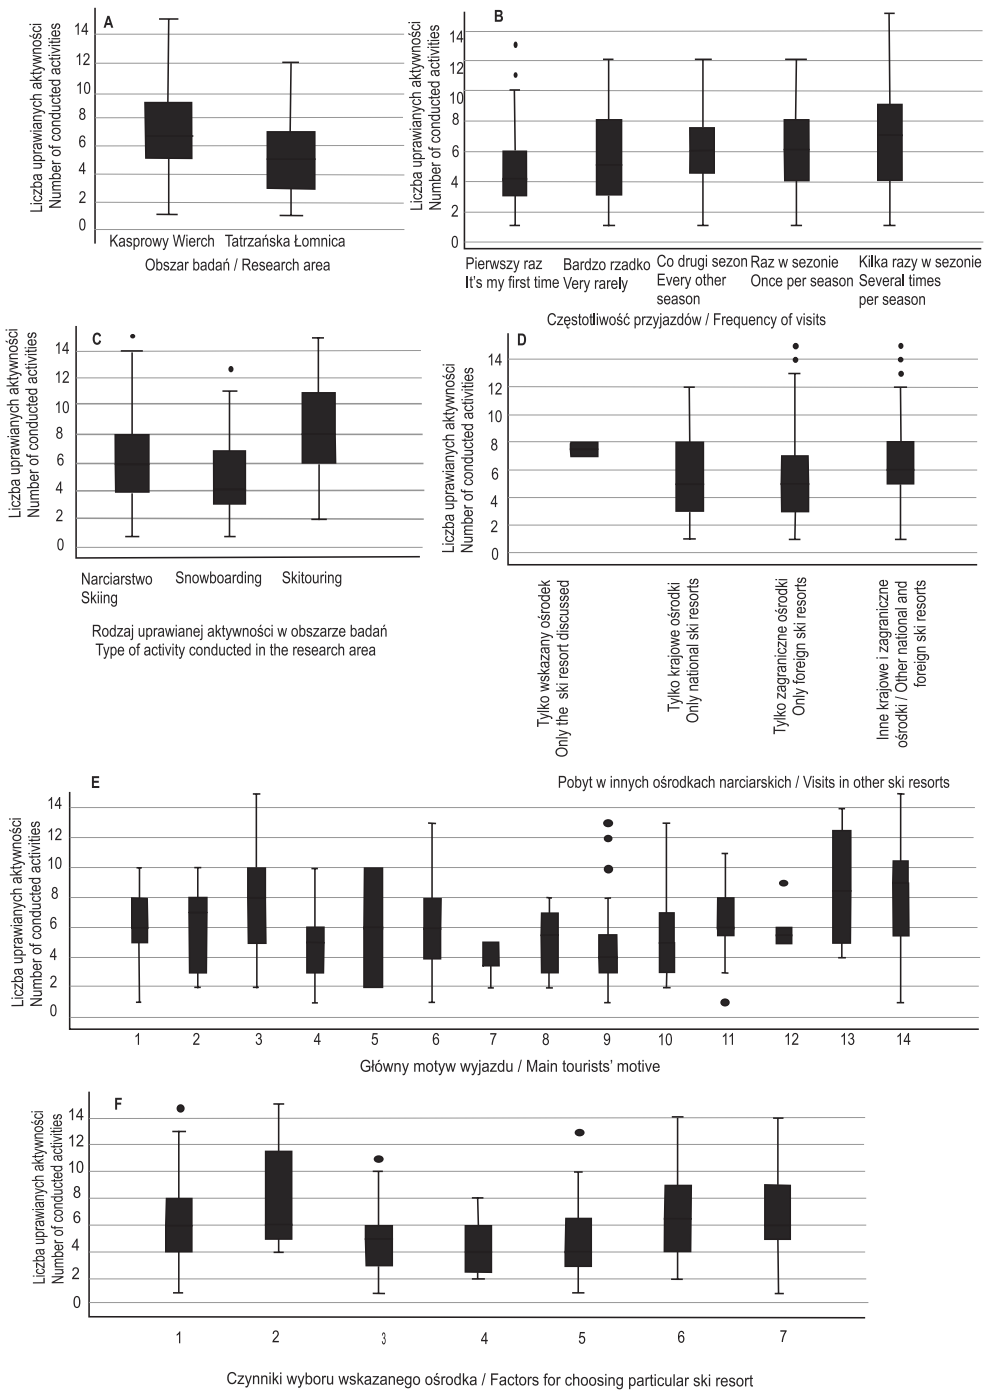 A
Liczba uprawianych aktywności
Number of conducted activities
14
12
10
8
6
4
2
0
Kasprowy Wierch
Tatrzańska Łomnica
Obszar badań / Research area
B
Liczba uprawianych aktywności
Number of conducted activities
14
12
10
8
6
4
2
0
Pierwszy raz
It's my first time
Bardzo rzadko
Very rarely
Co drugi sezon
Every other
season
Raz w sezonie
Once per season
Kilka razy w sezonie
Several times
per season
Częstotliwość przyjazdów / Frequency of visits
C
Liczba uprawianych aktywności
Number of conducted activities
14
12
10
8
6
4
2
0
Narciarstwo
Skiing
Snowboarding
Skitouring
Rodzaj uprawianej aktywności w obszarze badań
Type of activity conducted in the research area
D
Liczba uprawianych aktywności
Number of conducted activities
14
12
10
8
6
4
2
0
Tylko wskazany ośrodek
Only the ski resort discussed
Tylko krajowe ośrodki
Only national ski resorts
Tylko zagraniczne ośrodki
Only foreign ski resorts
Inne krajowe i zagraniczne
ośrodki / Other national and
foreign ski resorts
Pobyt w innych ośrodkach narciarskich / Visits in other ski resorts
E
Liczba uprawianych aktywności
Number of conducted activities
14
12
10
8
6
4
2
0
1 2 3 4 5 6 7 8 9 10 11 12 13 14
Główny motyw wyjazdu / Main tourists' motive
F
Liczba uprawianych aktywności
Number of conducted activities
14
12
10
8
6
4
2
0
1 2 3 4 5 6 7
Czynniki wyboru wskazanego ośrodka / Factors for choosing particular ski resort